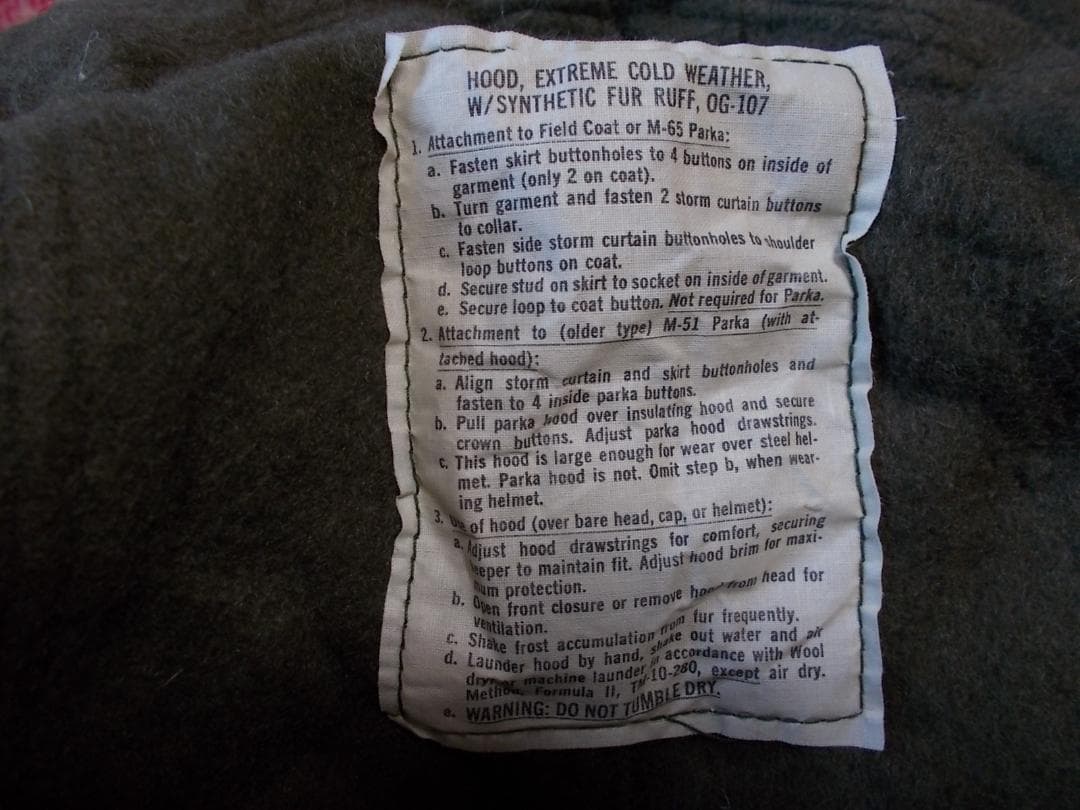 HOOD, EXTREME COLD WEATHER,
W/SYNTHETIC FUR RUFF, OG-107
1. Attachment to Field Coat or M-65 Parka:
a. Fasten skirt buttonholes to 4 buttons on inside of
garment (only 2 on coat).
b. Turn garment and fasten 2 storm curtain buttons
to collar.
c. Fasten side storm curtain buttonholes to shoulder
loop buttons on coat.
d. Secure stud on skirt to socket on inside of garment.
e. Secure loop to coat button. Not required for Parka.
2. Attachment to (older type) M-51 Parka (with at-
tached hood):
a. Align storm curtain and skirt buttonholes and
fasten to 4 inside parka buttons.
b. Pull parka hood over insulating hood and secure
crown buttons. Adjust parka hood drawstrings.
c. This hood is large enough for wear over steel hel-
met. Parka hood is not. Omit step b, when wear-
ing helmet.
3. Use of hood (over bare head, cap, or helmet):
a. Adjust hood drawstrings for comfort, securing
keeper to maintain fit. Adjust hood brim for maxi-
mum protection.
b. Open front closure or remove hood from head for
ventilation.
c. Shake frost accumulation from fur frequently.
d. Launder hood by hand, shake out water and air
dry or machine launder in accordance with Wool
Method, Formula II, TM-10-280, except air dry.
e. WARNING: DO NOT TUMBLE DRY.